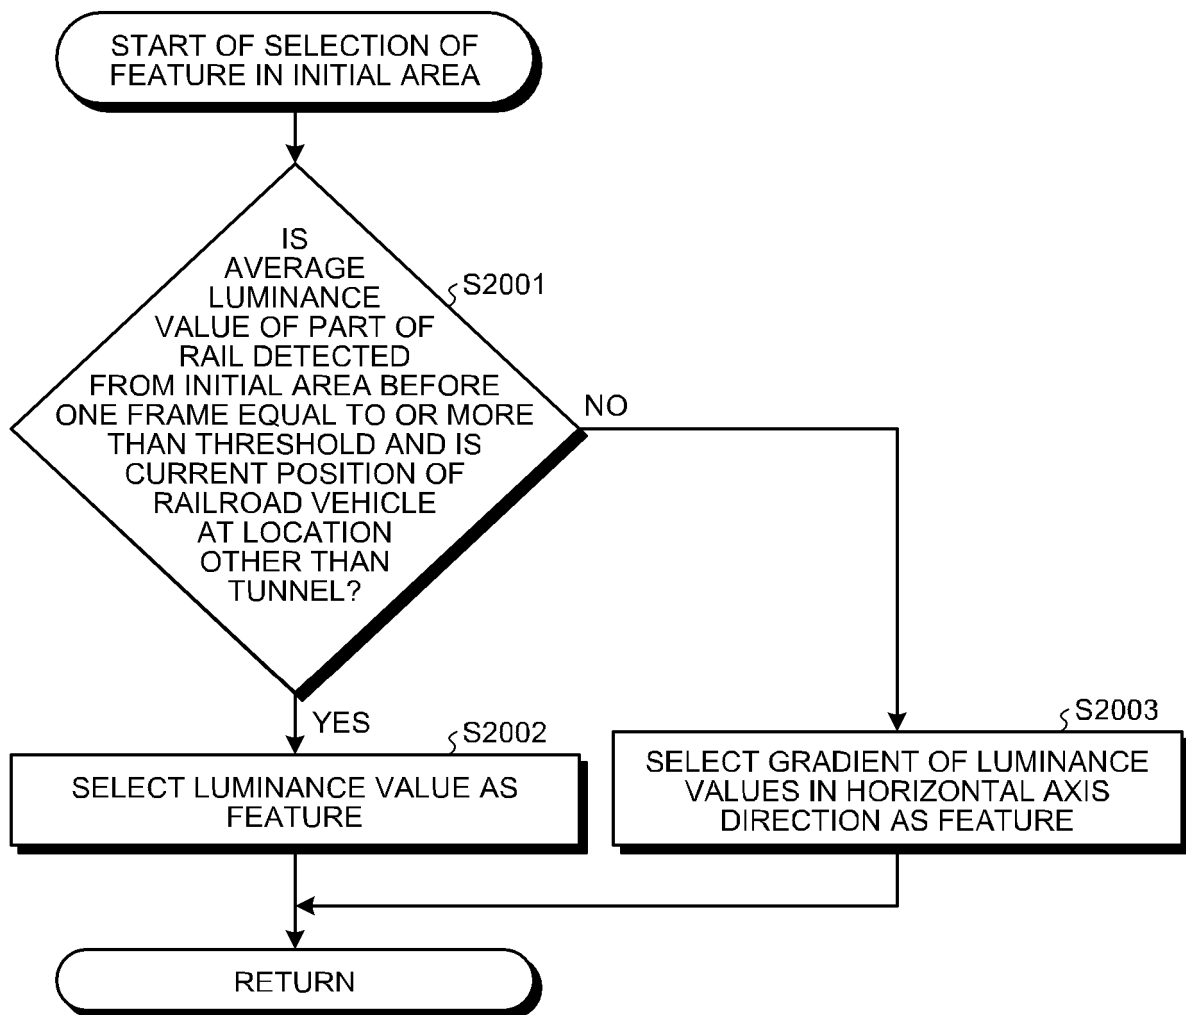 START OF SELECTION OF
FEATURE IN INITIAL AREA
IS
AVERAGE
LUMINANCE
VALUE OF PART OF
RAIL DETECTED
FROM INITIAL AREA BEFORE
ONE FRAME EQUAL TO OR MORE
THAN THRESHOLD AND IS
CURRENT POSITION OF
RAILROAD VEHICLE
AT LOCATION
OTHER THAN
TUNNEL?
S2001
NO
YES
S2002
SELECT LUMINANCE VALUE AS
FEATURE
S2003
SELECT GRADIENT OF LUMINANCE
VALUES IN HORIZONTAL AXIS
DIRECTION AS FEATURE
RETURN